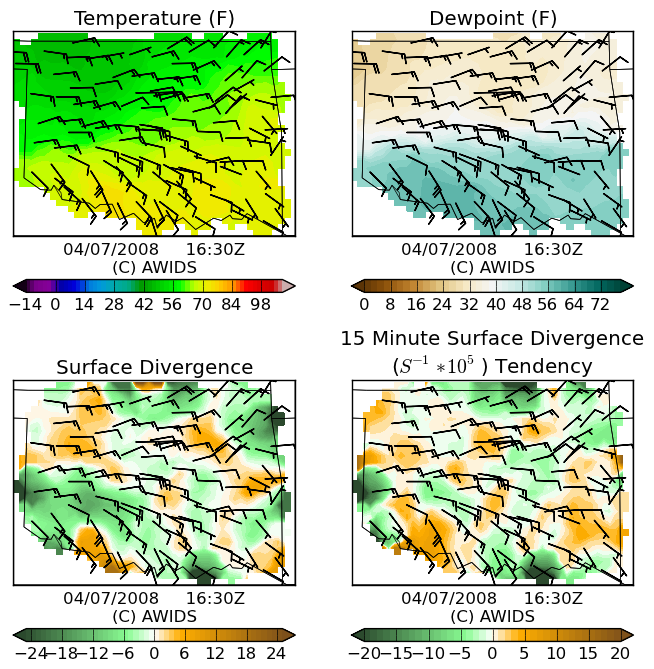 Temperature (F) Dewpoint (F)
04/07/2008 16:30Z 04/07/2008 16:30Z
(C) AWIDS (C) AWIDS
−14 0 14 28 42 56 70 84 98 0 8 16 24 32 40 48 56 64 72
15 Minute Surface Divergence
Surface Divergence (S⁻¹ *10⁵ ) Tendency
04/07/2008 16:30Z 04/07/2008 16:30Z
(C) AWIDS (C) AWIDS
−24 −18 −12 −6 0 6 12 18 24 −20 −15 −10 −5 0 5 10 15 20